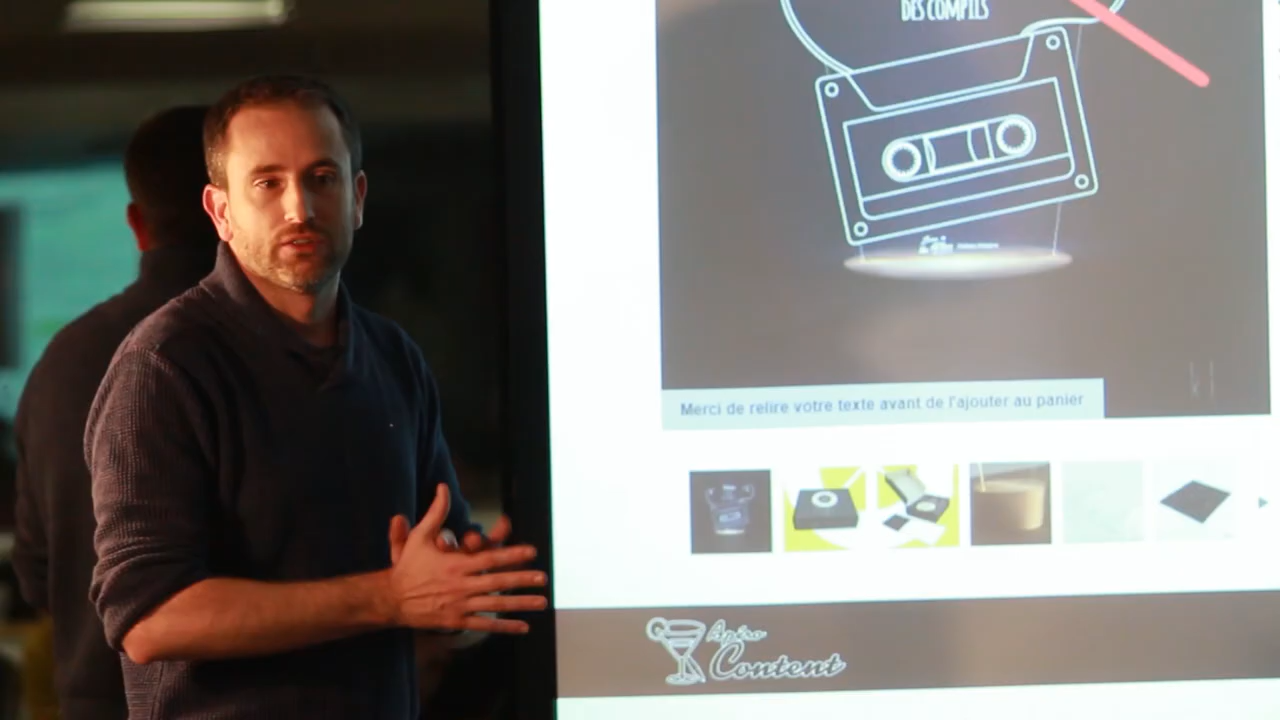 DES COMPILS
Merci de relire votre texte avant de l'ajouter au panier
Apéro
Content